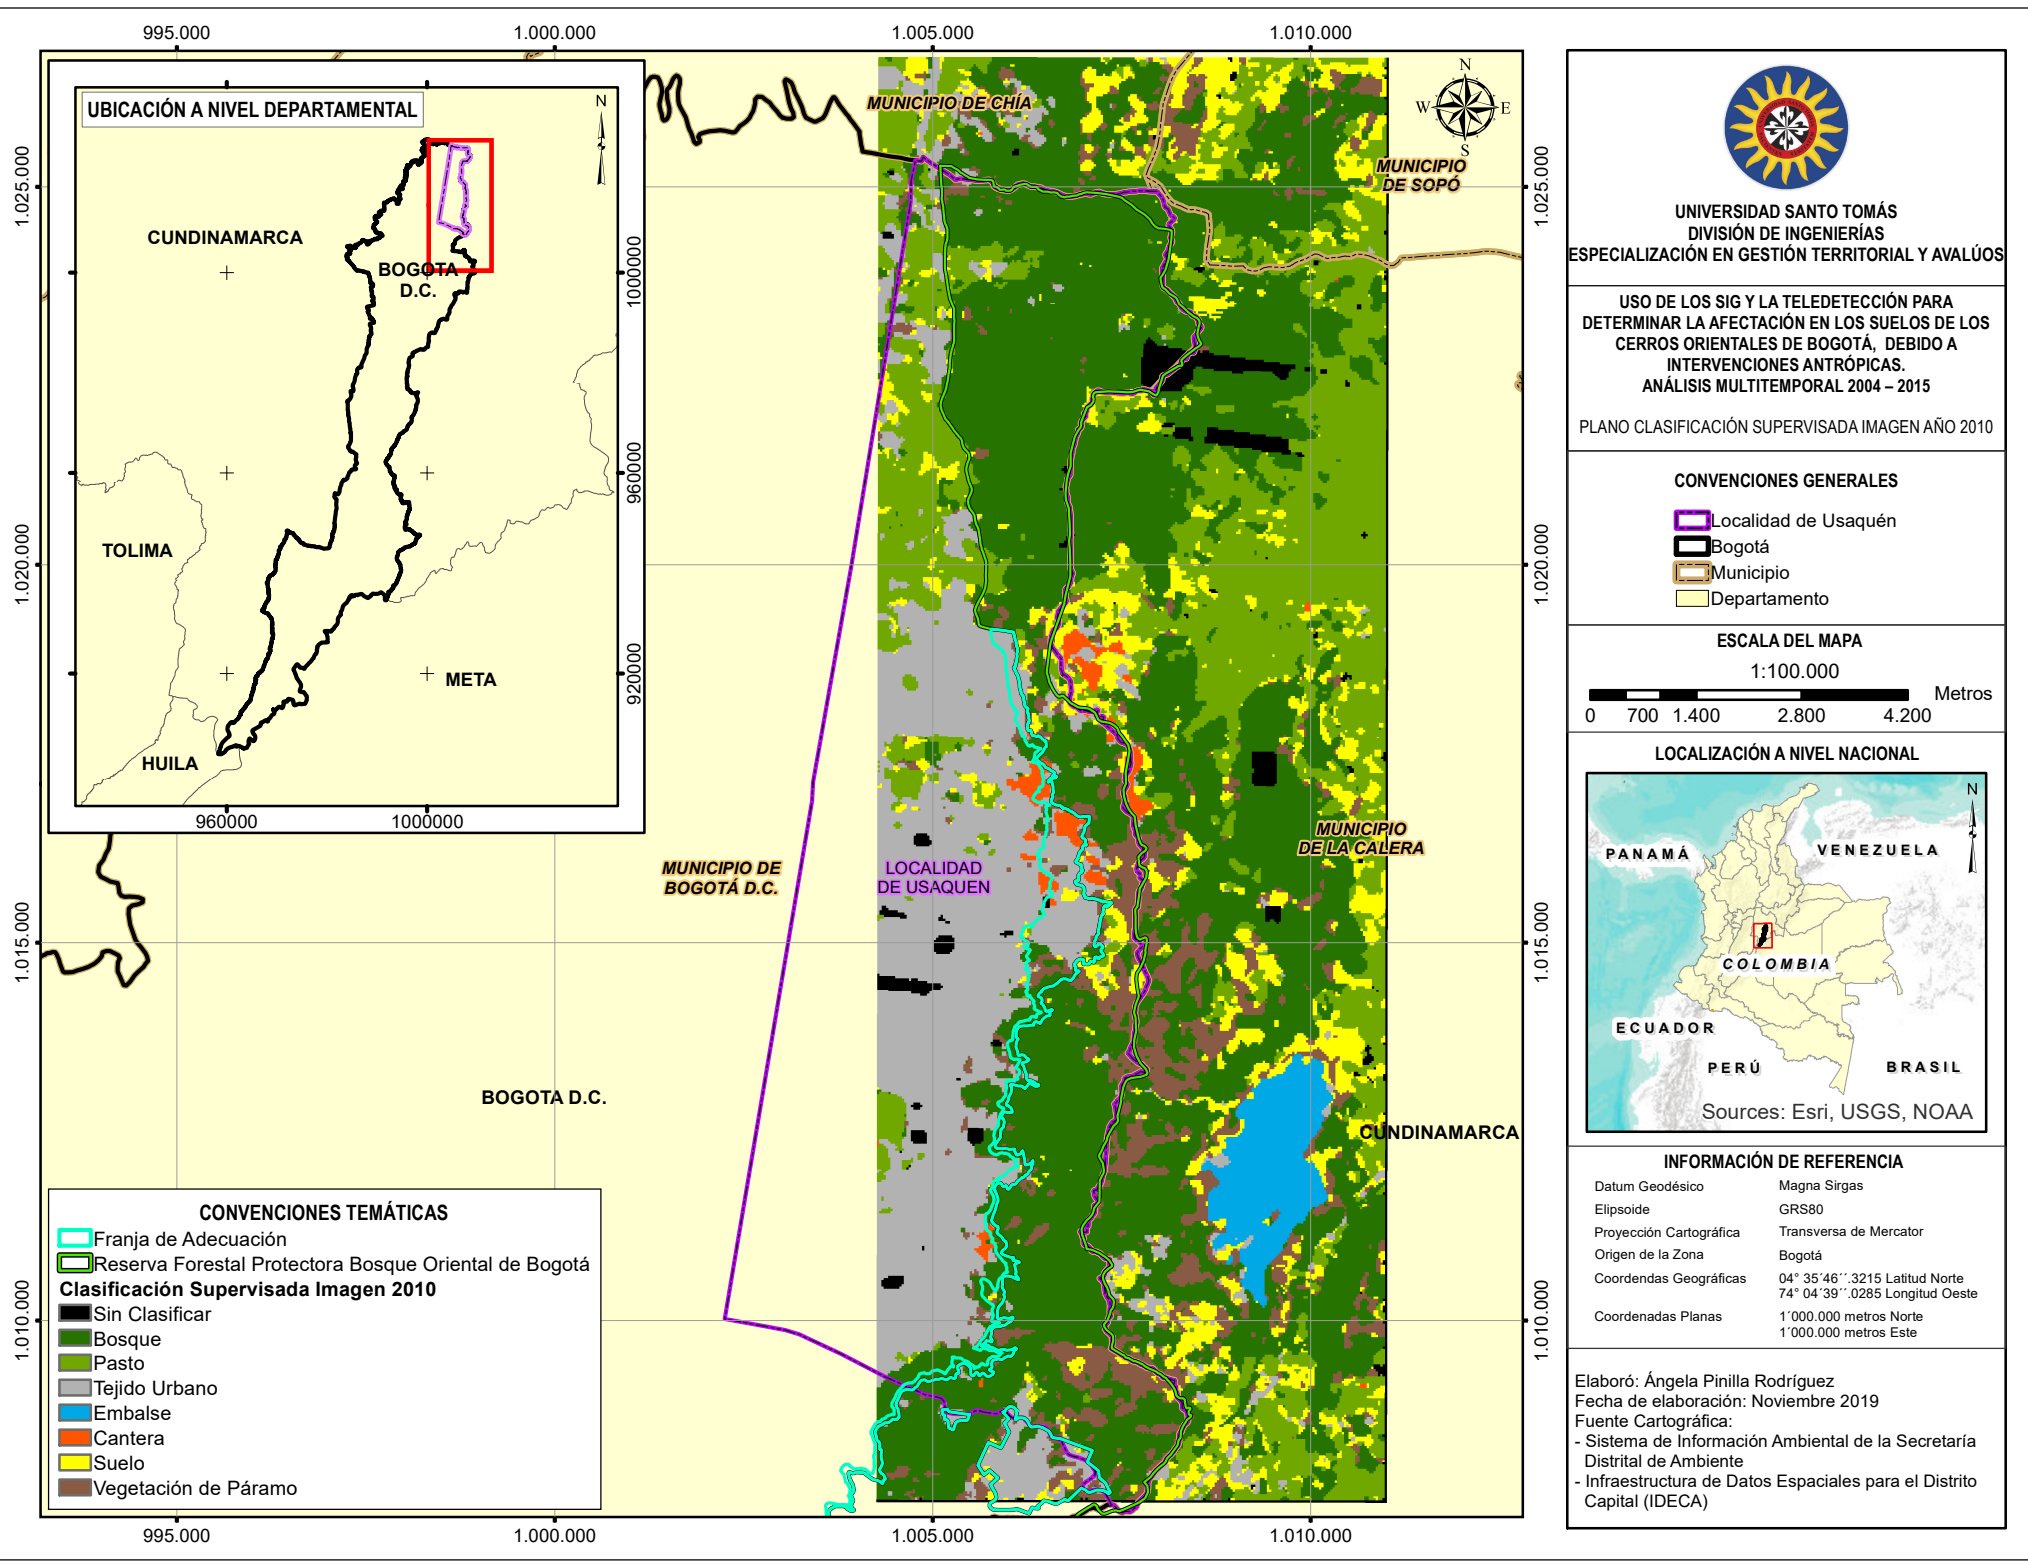 995.000
1.000.000
1.005.000
1.010.000
1.025.000
1.020.000
1.015.000
1.010.000
UBICACIÓN A NIVEL DEPARTAMENTAL
N
CUNDINAMARCA
BOGOTA
D.C.
TOLIMA
META
HUILA
1000000
960000
920000
960000
1000000
MUNICIPIO DE CHÍA
N
W
E
S
MUNICIPIO
DE SOPÓ
MUNICIPIO DE
BOGOTÁ D.C.
LOCALIDAD
DE USAQUEN
MUNICIPIO
DE LA CALERA
BOGOTA D.C.
CUNDINAMARCA
CONVENCIONES TEMÁTICAS
Franja de Adecuación
Reserva Forestal Protectora Bosque Oriental de Bogotá
Clasificación Supervisada Imagen 2010
Sin Clasificar
Bosque
Pasto
Tejido Urbano
Embalse
Cantera
Suelo
Vegetación de Páramo
995.000
1.000.000
1.005.000
1.010.000
1.025.000
1.020.000
1.015.000
1.010.000
UNIVERSIDAD SANTO TOMÁS
DIVISIÓN DE INGENIERÍAS
ESPECIALIZACIÓN EN GESTIÓN TERRITORIAL Y AVALÚOS
USO DE LOS SIG Y LA TELEDETECCIÓN PARA
DETERMINAR LA AFECTACIÓN EN LOS SUELOS DE LOS
CERROS ORIENTALES DE BOGOTÁ, DEBIDO A
INTERVENCIONES ANTRÓPICAS.
ANÁLISIS MULTITEMPORAL 2004 – 2015
PLANO CLASIFICACIÓN SUPERVISADA IMAGEN AÑO 2010
CONVENCIONES GENERALES
Localidad de Usaquén
Bogotá
Municipio
Departamento
ESCALA DEL MAPA
1:100.000
Metros
0 700 1.400 2.800 4.200
LOCALIZACIÓN A NIVEL NACIONAL
N
PANAMÁ
VENEZUELA
COLOMBIA
ECUADOR
PERÚ
BRASIL
Sources: Esri, USGS, NOAA
INFORMACIÓN DE REFERENCIA
Datum Geodésico Magna Sirgas
Elipsoide GRS80
Proyección Cartográfica Transversa de Mercator
Origen de la Zona Bogotá
Coordendas Geográficas 04° 35´46´´.3215 Latitud Norte
74° 04´39´´.0285 Longitud Oeste
Coordenadas Planas 1´000.000 metros Norte
1´000.000 metros Este
Elaboró: Ángela Pinilla Rodríguez
Fecha de elaboración: Noviembre 2019
Fuente Cartográfica:
- Sistema de Información Ambiental de la Secretaría
Distrital de Ambiente
- Infraestructura de Datos Espaciales para el Distrito
Capital (IDECA)